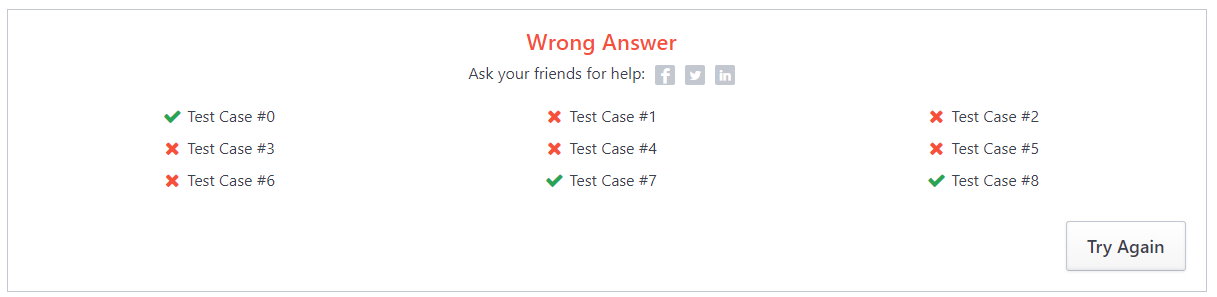 Wrong Answer
Ask your friends for help:
Test Case #0 Test Case #1 Test Case #2
Test Case #3 Test Case #4 Test Case #5
Test Case #6 Test Case #7 Test Case #8
Try Again